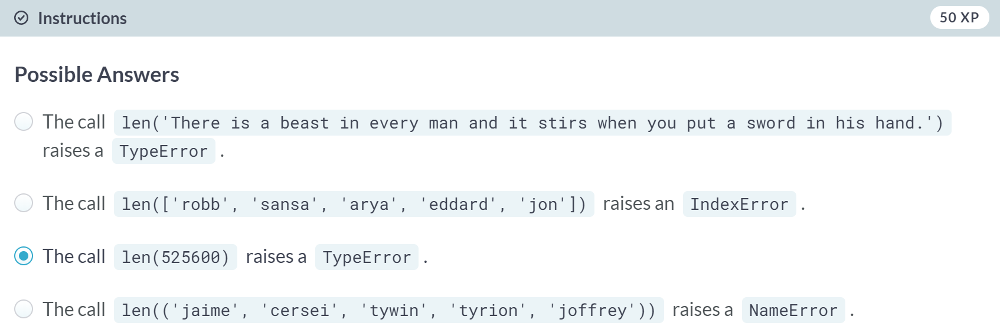 Instructions
50 XP
Possible Answers
The call len('There is a beast in every man and it stirs when you put a sword in his hand.')
raises a TypeError .
The call len(['robb', 'sansa', 'arya', 'eddard', 'jon']) raises an IndexError .
The call len(525600) raises a TypeError .
The call len(('jaime', 'cersei', 'tywin', 'tyrion', 'joffrey')) raises a NameError .